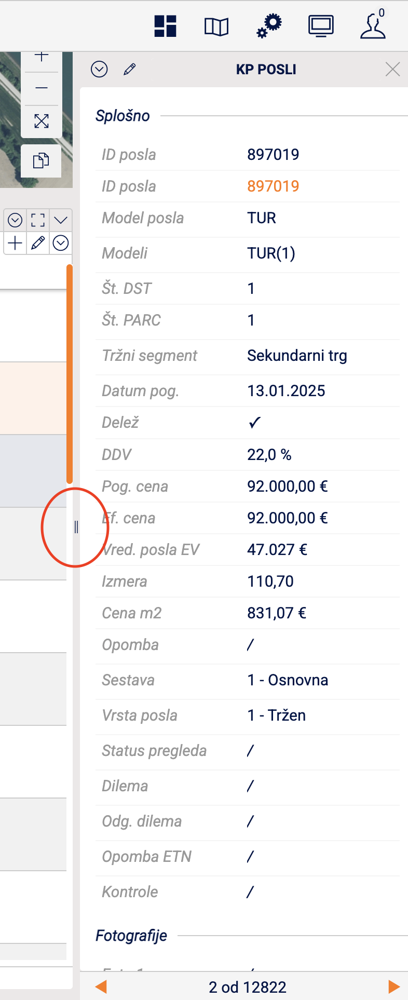 0
KP POSLI
Splošno
ID posla 897019
ID posla 897019
Model posla TUR
Modeli TUR(1)
Št. DST 1
Št. PARC 1
Tržni segment Sekundarni trg
Datum pog. 13.01.2025
Delež ✓
DDV 22,0 %
Pog. cena 92.000,00 €
Ef. cena 92.000,00 €
Vred. posla EV 47.027 €
Izmera 110,70
Cena m2 831,07 €
Opomba /
Sestava 1 - Osnovna
Vrsta posla 1 - Tržen
Status pregleda /
Dilema /
Odg. dilema /
Opomba ETN /
Kontrole /
Fotografije
2 od 12822